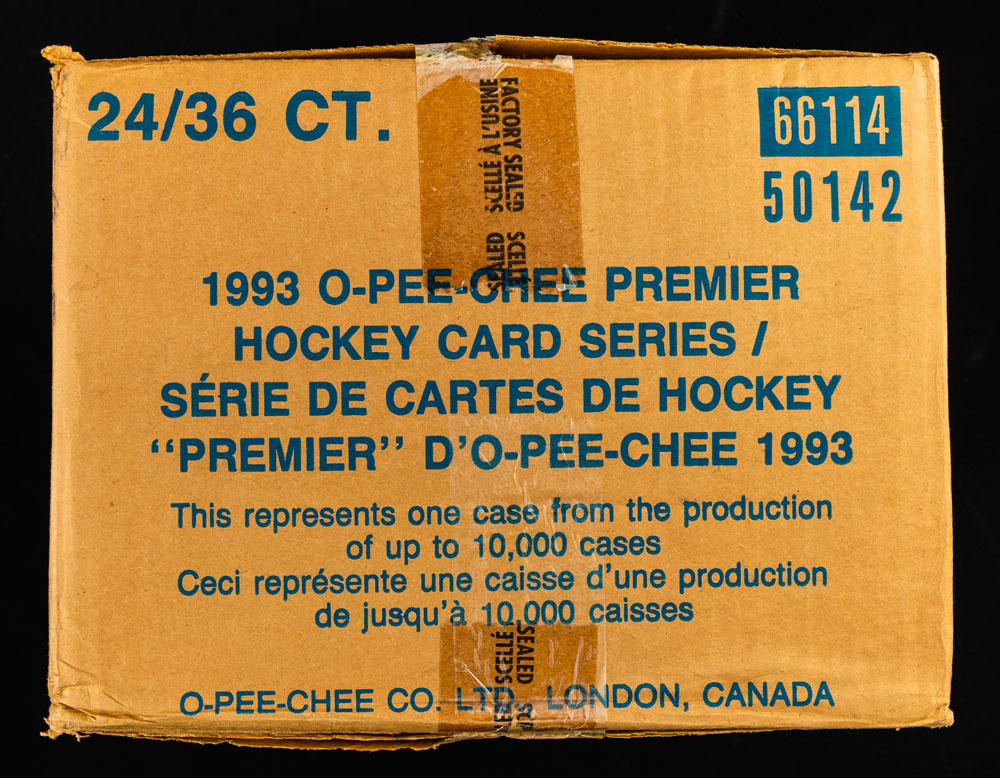 24/36 CT.
66114
50142
FACTORY SEALED SCELLÉ
SCELLÉ À L'USINE SEALED
1993 O-PEE-CHEE PREMIER
HOCKEY CARD SERIES /
SÉRIE DE CARTES DE HOCKEY
“PREMIER” D'O-PEE-CHEE 1993
This represents one case from the production
of up to 10,000 cases
Ceci représente une caisse d'une production
de jusqu'à 10,000 caisses
SEALED
SCELLÉ
O-PEE-CHEE CO. LTD. LONDON, CANADA